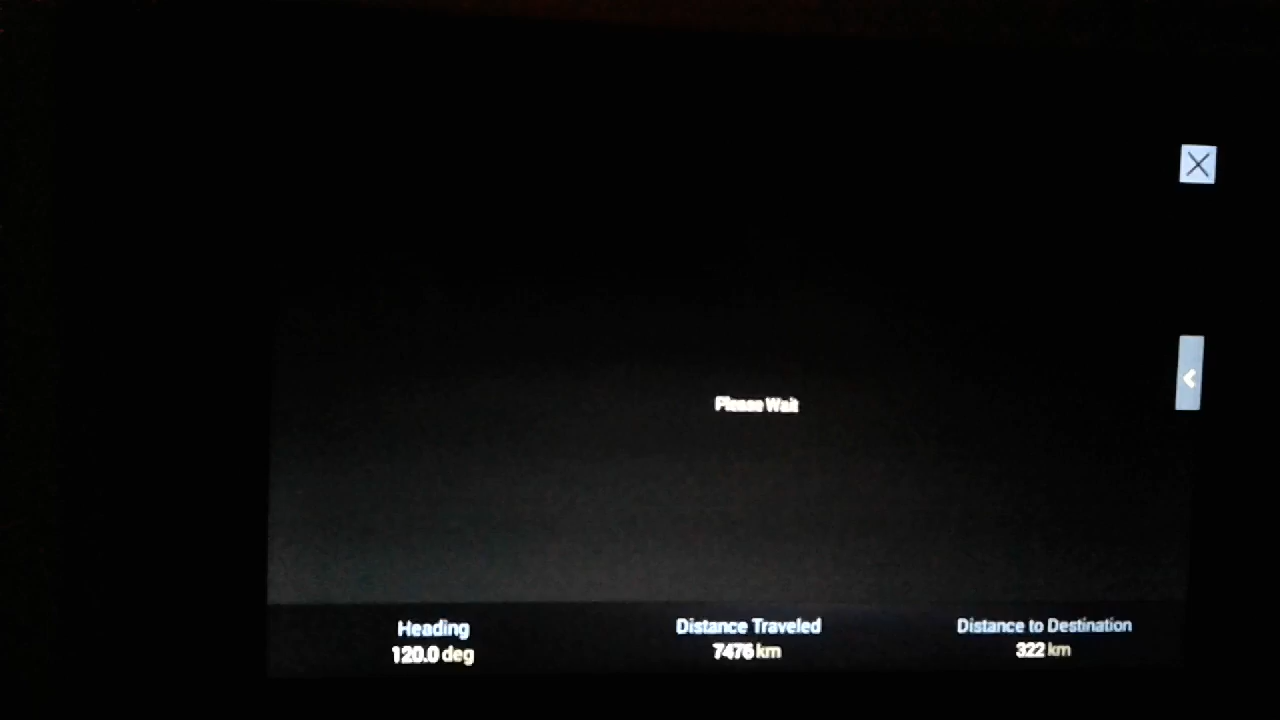 Please Wait
Heading
120.0 deg
Distance Traveled
7476 km
Distance to Destination
322 km